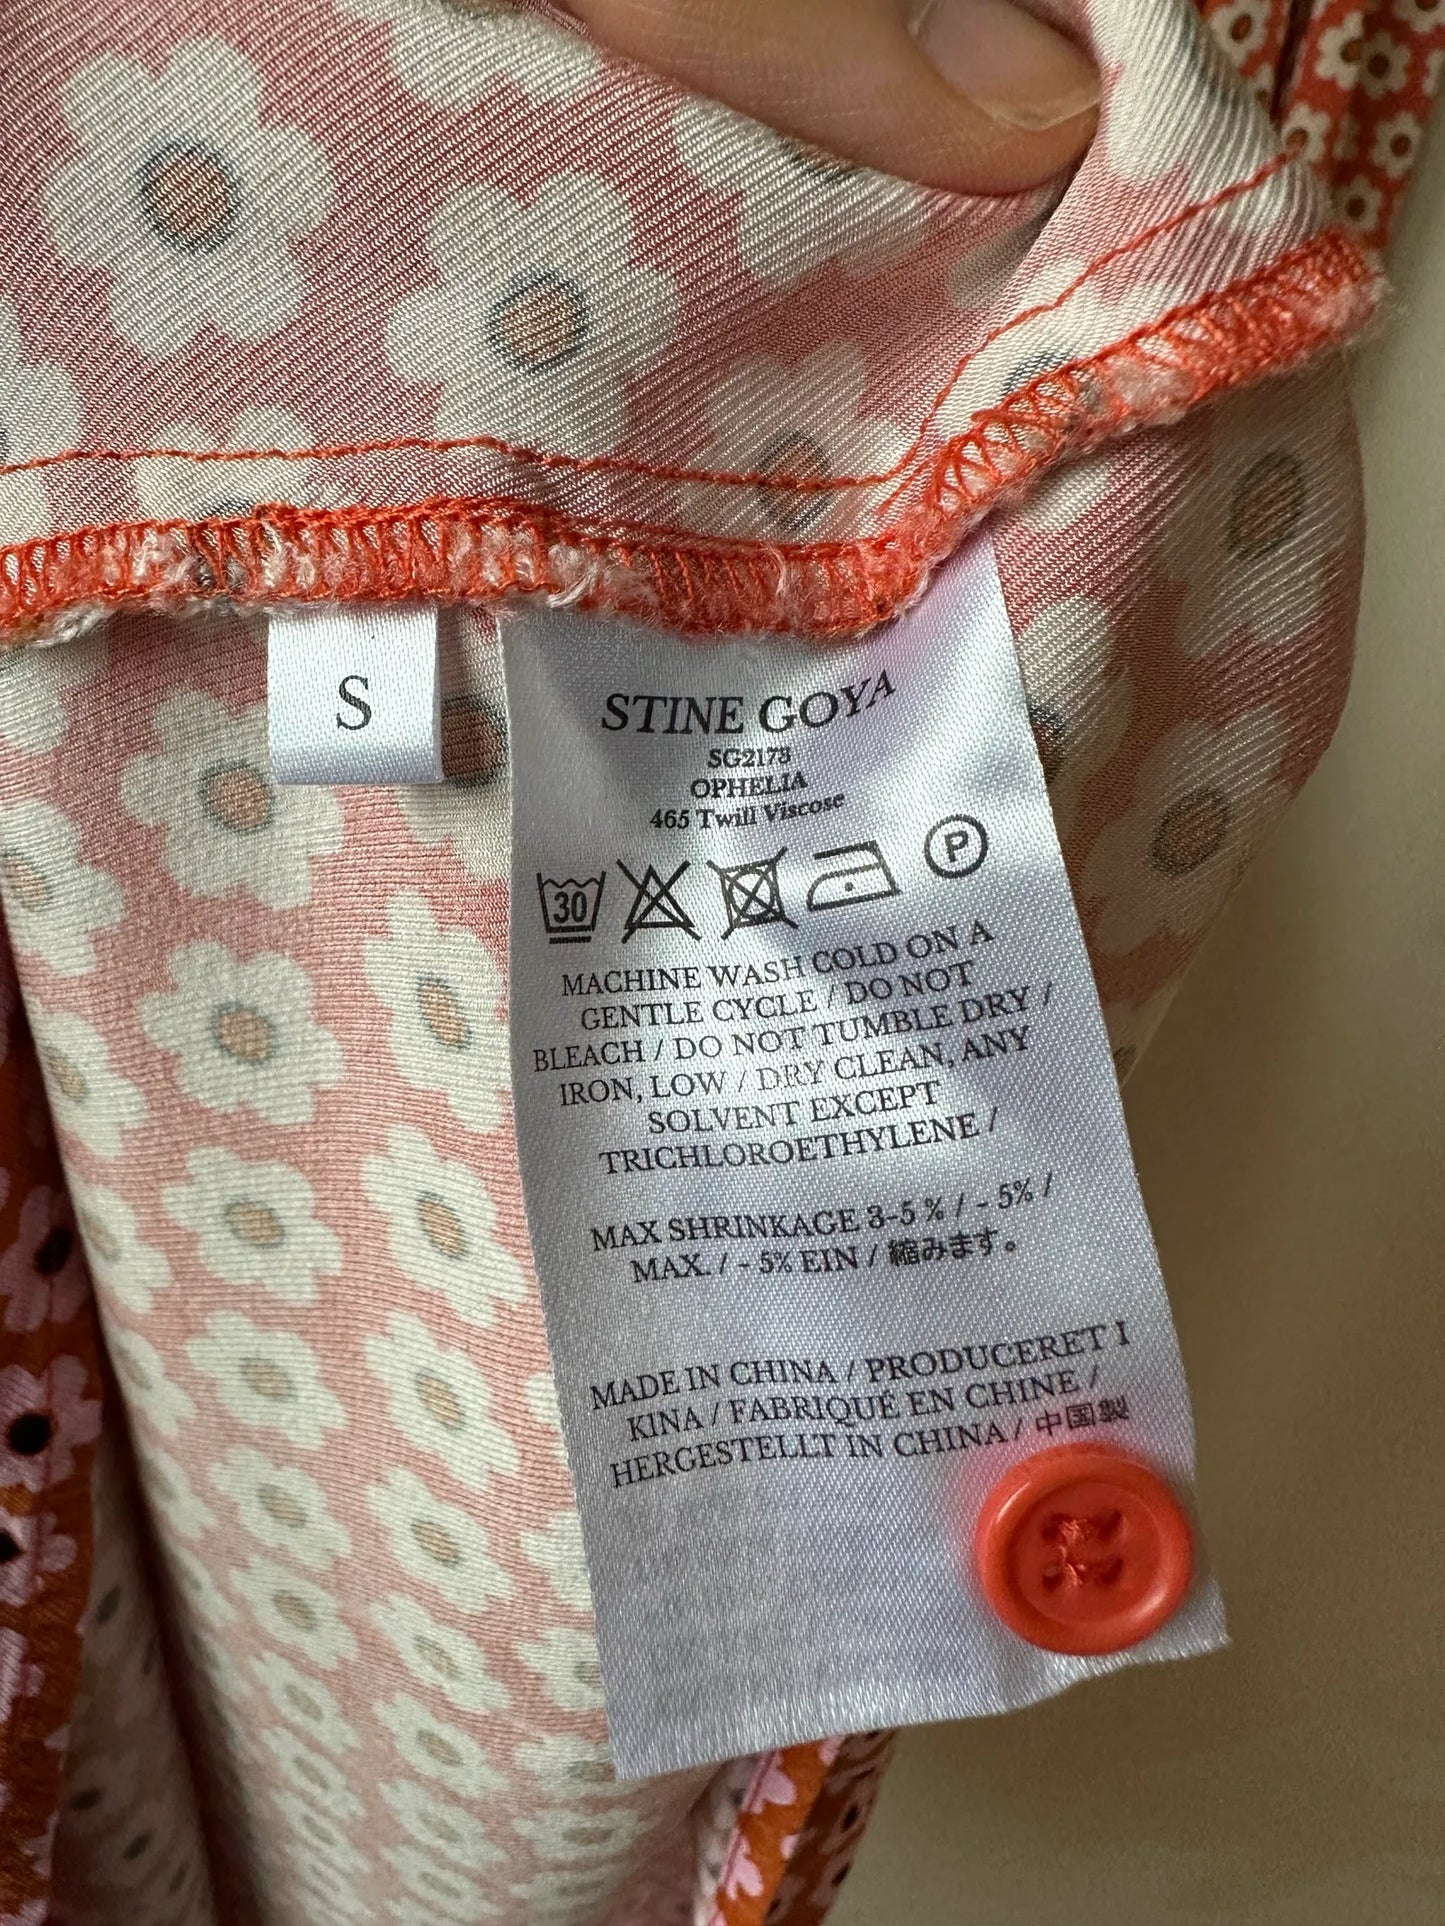 S
STINE GOYA
SG2173
OPHELIA
465 Twill Viscose
30
P
MACHINE WASH COLD ON A
GENTLE CYCLE / DO NOT
BLEACH / DO NOT TUMBLE DRY /
IRON, LOW / DRY CLEAN, ANY
SOLVENT EXCEPT
TRICHLOROETHYLENE /
MAX SHRINKAGE 3-5 % / - 5% /
MAX. / - 5% EIN / 縮みます。
MADE IN CHINA / PRODUCERET I
KINA / FABRIQUÉ EN CHINE /
HERGESTELLT IN CHINA / 中国製